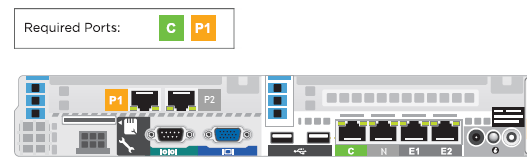 Required Ports: C P1
P1 P2
C N E1 E2